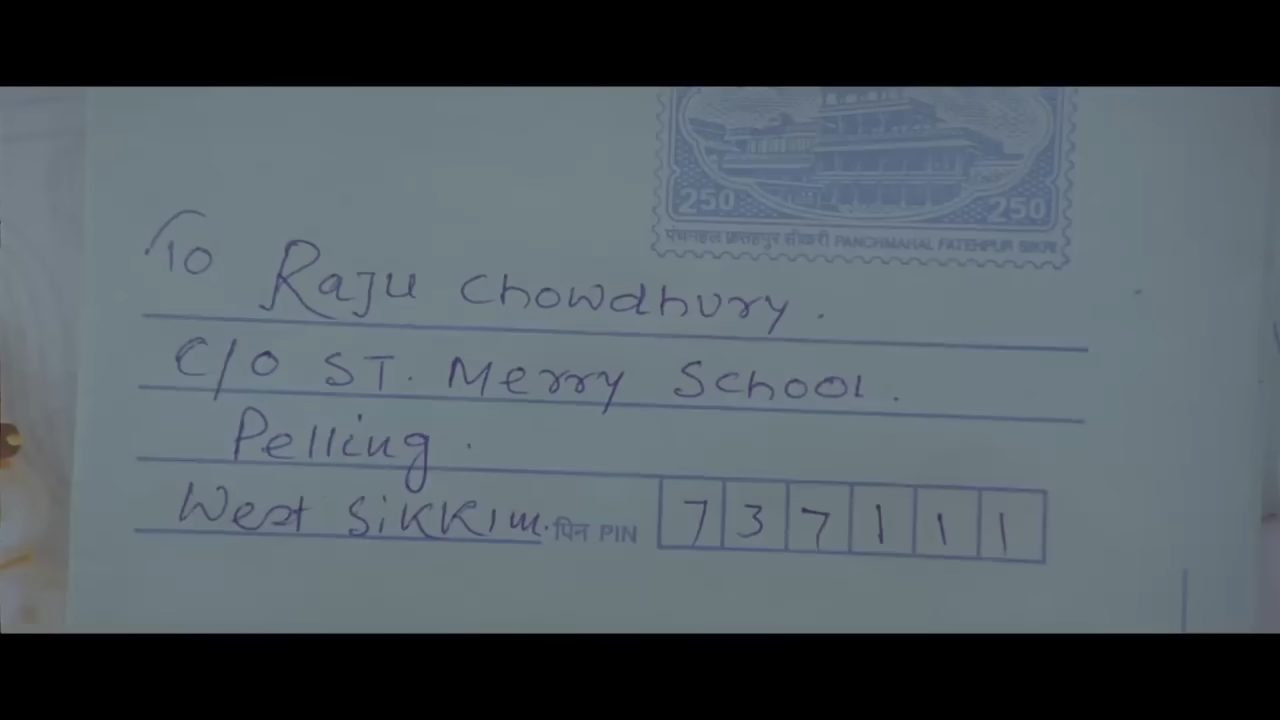 250 250
पंचमहल फ़तेहपुर सीकरी PANCHMAHAL FATEHPUR SIKRI
To Raju Chowdhury.
C/O ST. Merry School.
Pelling.
West Sikkim. पिन PIN 737111